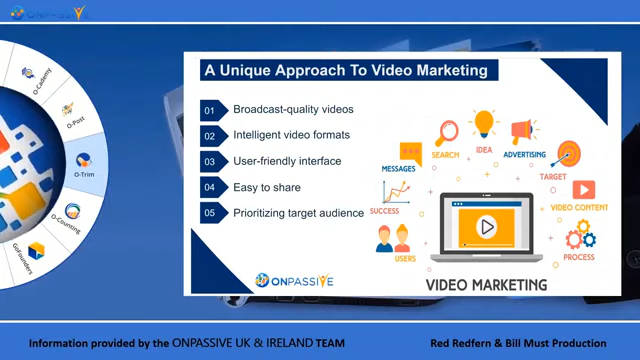 ONPASSIVE
O-Cademy
O-Post
O-Trim
O-Counting
GoFounders
A Unique Approach To Video Marketing
01 Broadcast-quality videos
02 Intelligent video formats
03 User-friendly interface
04 Easy to share
05 Prioritizing target audience
MESSAGES
SEARCH
IDEA
ADVERTISING
TARGET
SUCCESS
VIDEO CONTENT
USERS
PROCESS
ONPASSIVE
VIDEO MARKETING
Information provided by the ONPASSIVE UK & IRELAND TEAM
Red Redfern & Bill Must Production